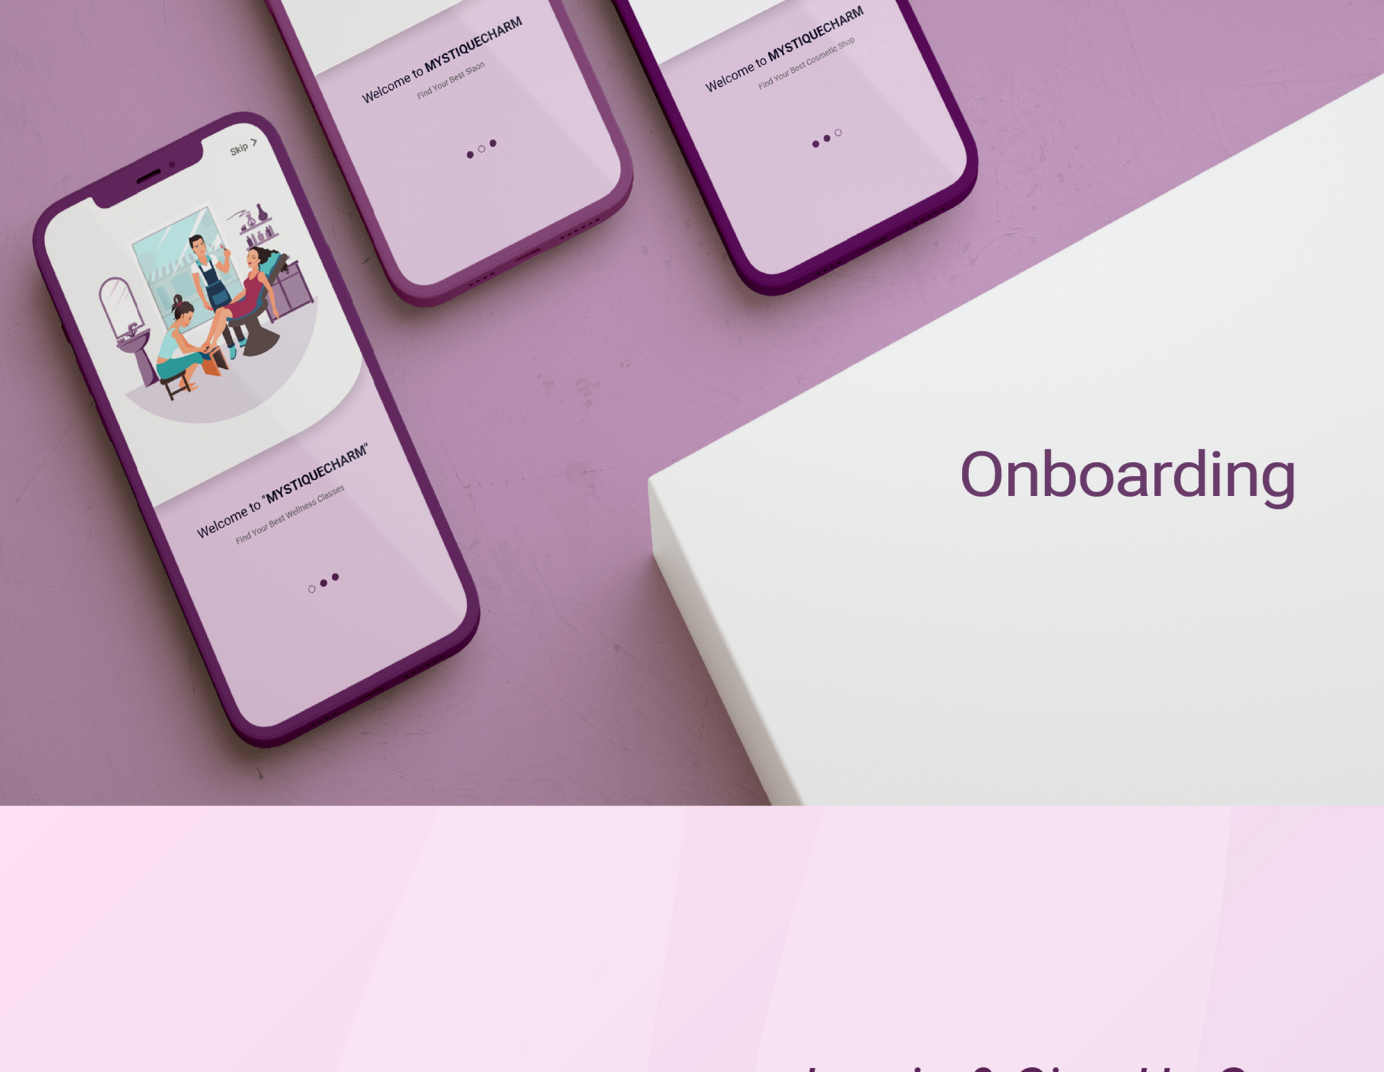 Welcome to MYSTIQUECHARM
Find Your Best Slaon
Welcome to MYSTIQUECHARM
Find Your Best Cosmetic Shop
Skip >
Welcome to "MYSTIQUECHARM"
Find Your Best Wellness Classes
Onboarding